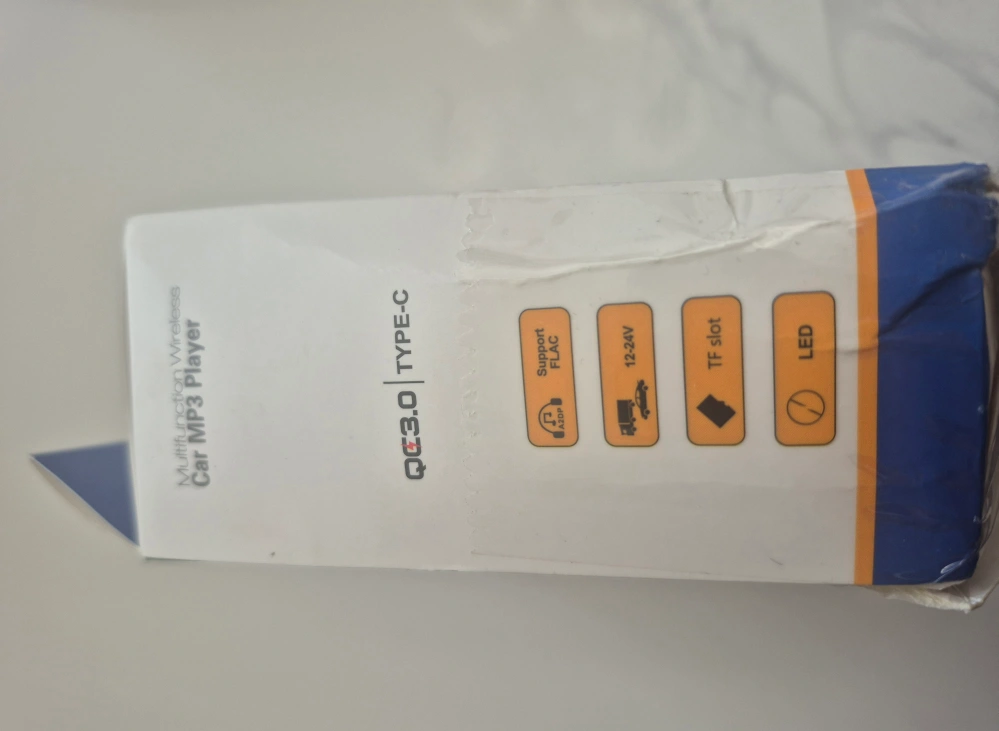 Multifunction Wireless
Car MP3 Player
QC3.0 | TYPE-C
A2DP
Support
FLAC
12-24V
TF slot
LED